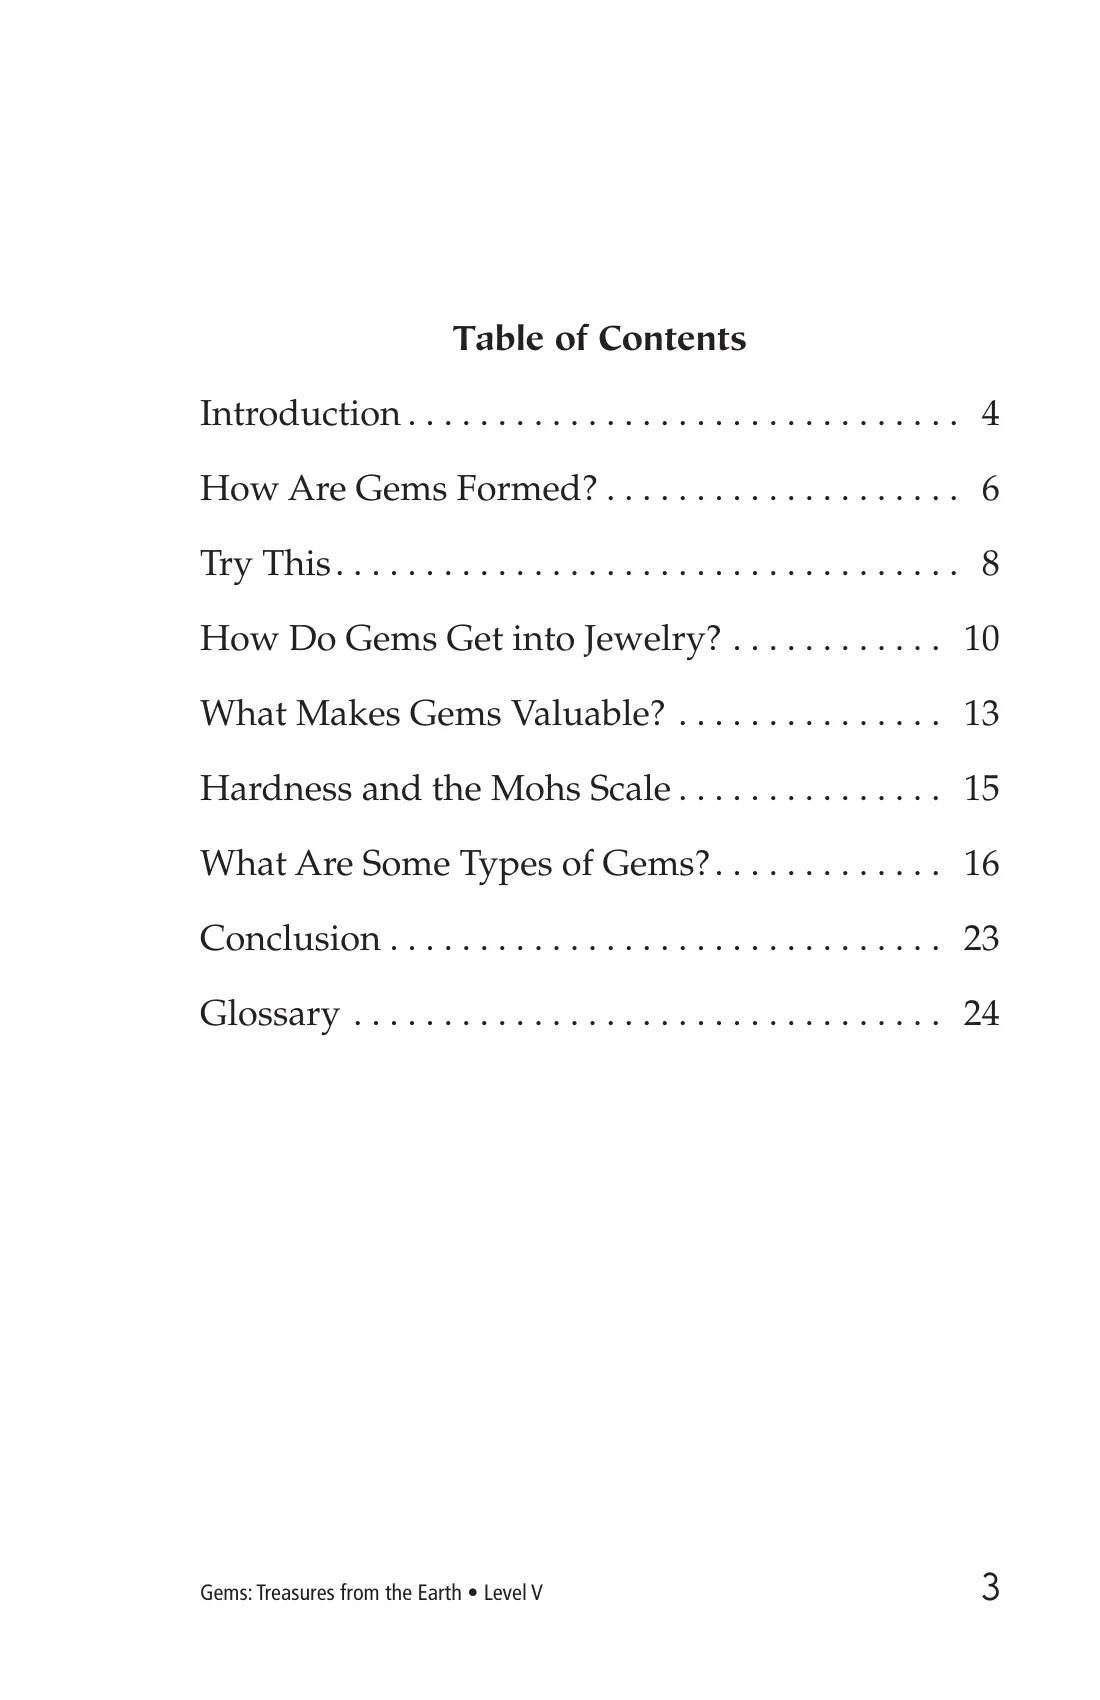 Table of Contents
Introduction . . . . . . . . . . . . . . . . . . . . . . . . . . . . . . . 4
How Are Gems Formed? . . . . . . . . . . . . . . . . . . . . 6
Try This . . . . . . . . . . . . . . . . . . . . . . . . . . . . . . . . . . . 8
How Do Gems Get into Jewelry? . . . . . . . . . . . . 10
What Makes Gems Valuable? . . . . . . . . . . . . . . . 13
Hardness and the Mohs Scale . . . . . . . . . . . . . . . 15
What Are Some Types of Gems? . . . . . . . . . . . . . 16
Conclusion . . . . . . . . . . . . . . . . . . . . . . . . . . . . . . . 23
Glossary . . . . . . . . . . . . . . . . . . . . . . . . . . . . . . . . . 24
Gems: Treasures from the Earth • Level V 3